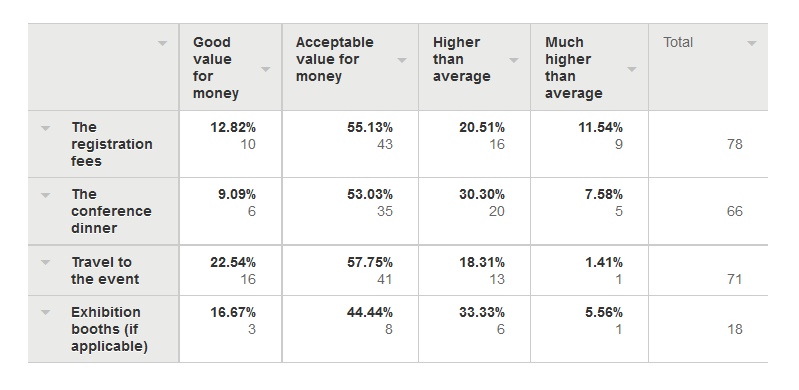 Good value for money Acceptable value for money Higher than average Much higher than average Total
The registration fees 12.82% 55.13% 20.51% 11.54%
10 43 16 9 78
The conference dinner 9.09% 53.03% 30.30% 7.58%
6 35 20 5 66
Travel to the event 22.54% 57.75% 18.31% 1.41%
16 41 13 1 71
Exhibition booths (if applicable) 16.67% 44.44% 33.33% 5.56%
3 8 6 1 18